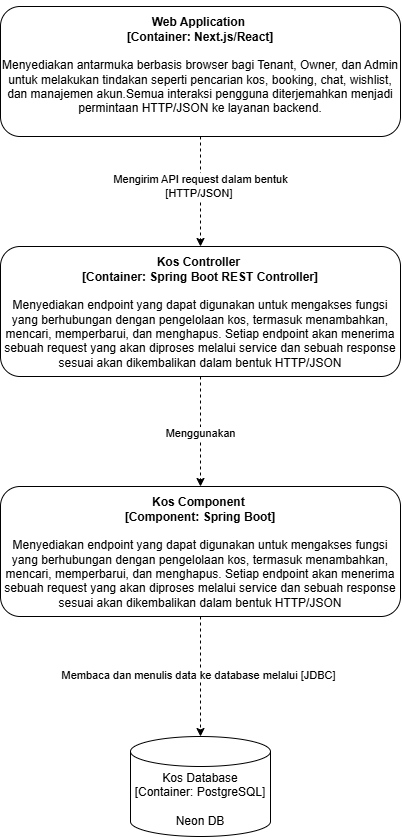 Web Application
[Container: Next.js/React]
Menyediakan antarmuka berbasis browser bagi Tenant, Owner, dan Admin
untuk melakukan tindakan seperti pencarian kos, booking, chat, wishlist,
dan manajemen akun.Semua interaksi pengguna diterjemahkan menjadi
permintaan HTTP/JSON ke layanan backend.
Mengirim API request dalam bentuk
[HTTP/JSON]
Kos Controller
[Container: Spring Boot REST Controller]
Menyediakan endpoint yang dapat digunakan untuk mengakses fungsi
yang berhubungan dengan pengelolaan kos, termasuk menambahkan,
mencari, memperbarui, dan menghapus. Setiap endpoint akan menerima
sebuah request yang akan diproses melalui service dan sebuah response
sesuai akan dikembalikan dalam bentuk HTTP/JSON
Menggunakan
Kos Component
[Component: Spring Boot]
Menyediakan endpoint yang dapat digunakan untuk mengakses fungsi
yang berhubungan dengan pengelolaan kos, termasuk menambahkan,
mencari, memperbarui, dan menghapus. Setiap endpoint akan menerima
sebuah request yang akan diproses melalui service dan sebuah response
sesuai akan dikembalikan dalam bentuk HTTP/JSON
Membaca dan menulis data ke database melalui [JDBC]
Kos Database
[Container: PostgreSQL]
Neon DB